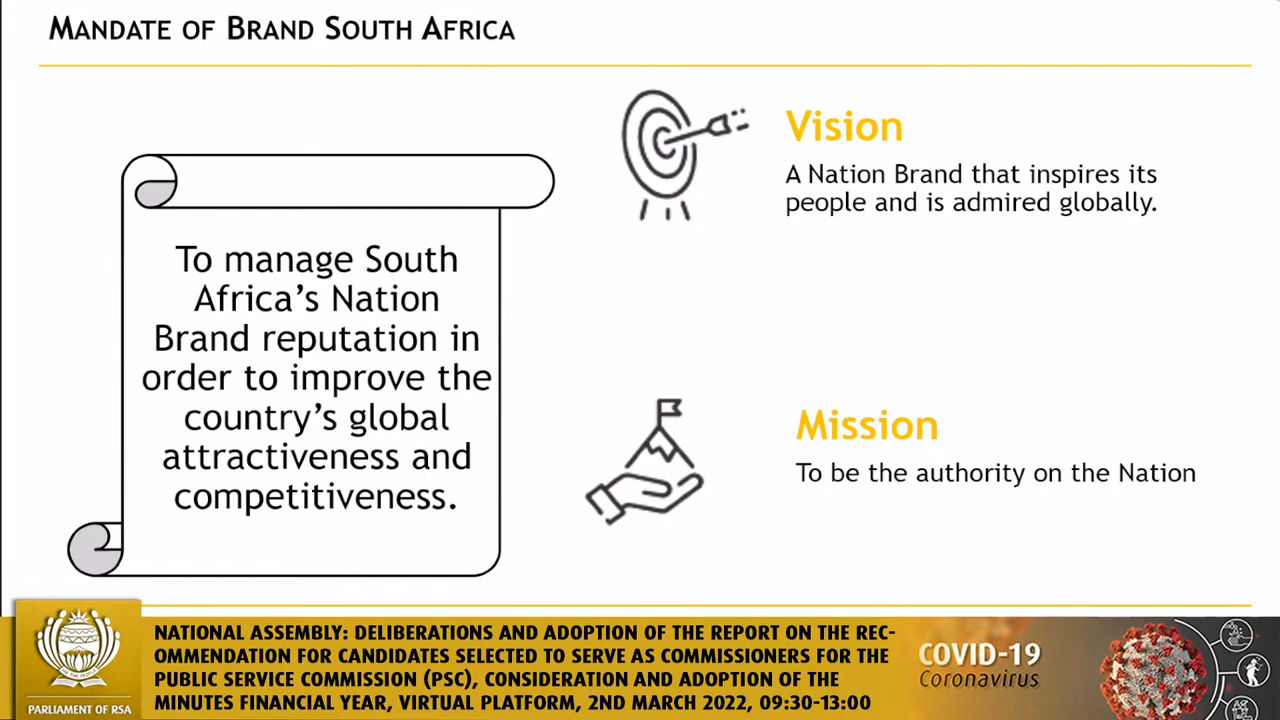 MANDATE OF BRAND SOUTH AFRICA
To manage South
Africa's Nation
Brand reputation in
order to improve the
country's global
attractiveness and
competitiveness.
Vision
A Nation Brand that inspires its
people and is admired globally.
Mission
To be the authority on the Nation
PARLIAMENT OF RSA
NATIONAL ASSEMBLY: DELIBERATIONS AND ADOPTION OF THE REPORT ON THE REC-
OMMENDATION FOR CANDIDATES SELECTED TO SERVE AS COMMISSIONERS FOR THE
PUBLIC SERVICE COMMISSION (PSC), CONSIDERATION AND ADOPTION OF THE
MINUTES FINANCIAL YEAR, VIRTUAL PLATFORM, 2ND MARCH 2022, 09:30-13:00
COVID-19
Coronavirus